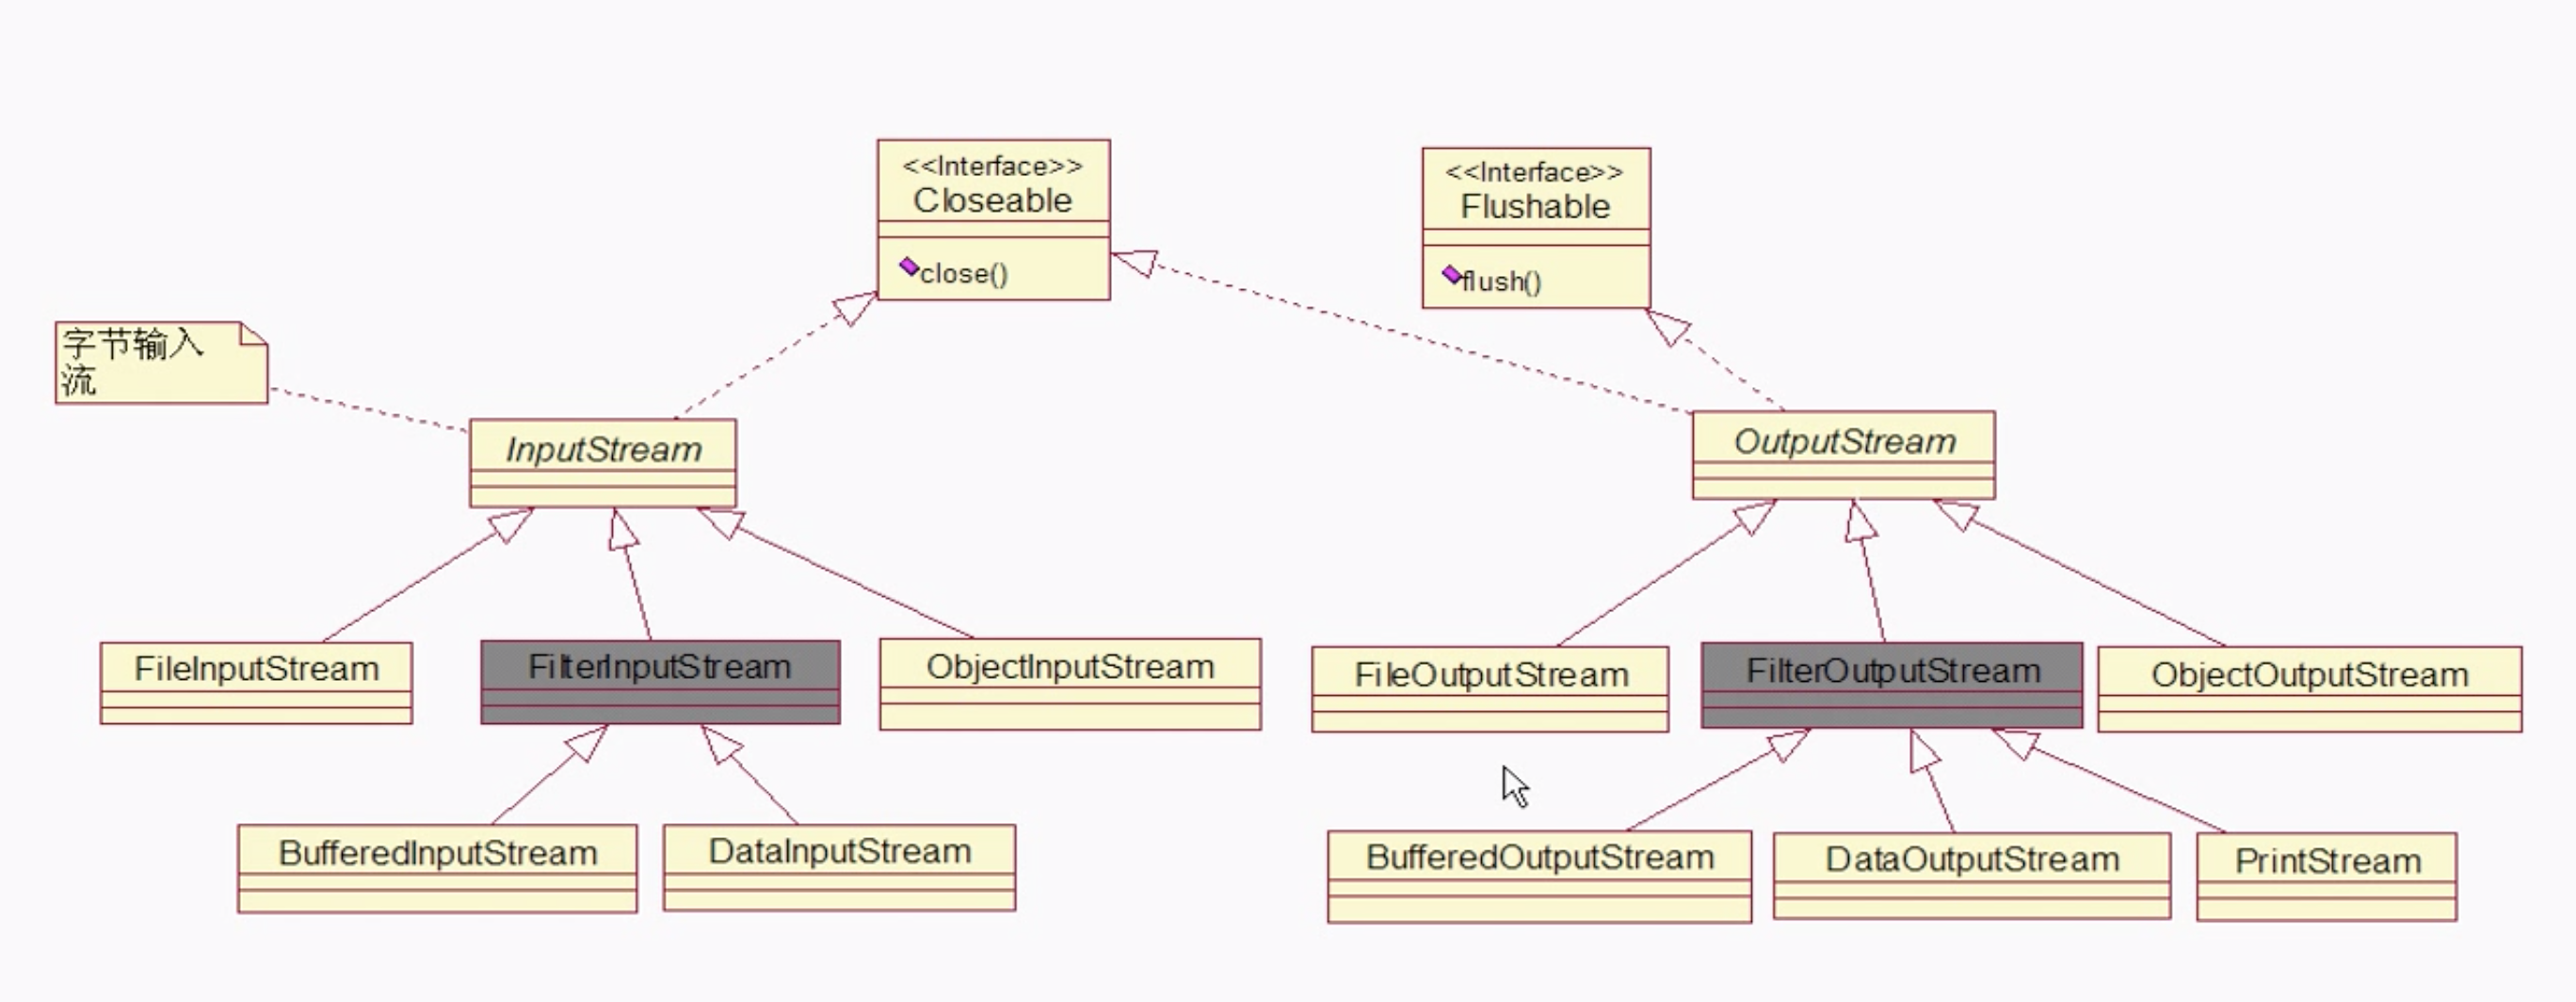 <<Interface>>
Closeable
close()
<<Interface>>
Flushable
flush()
字节输入
流
InputStream
OutputStream
FileInputStream
FilterInputStream
ObjectInputStream
FileOutputStream
FilterOutputStream
ObjectOutputStream
BufferedInputStream
DataInputStream
BufferedOutputStream
DataOutputStream
PrintStream